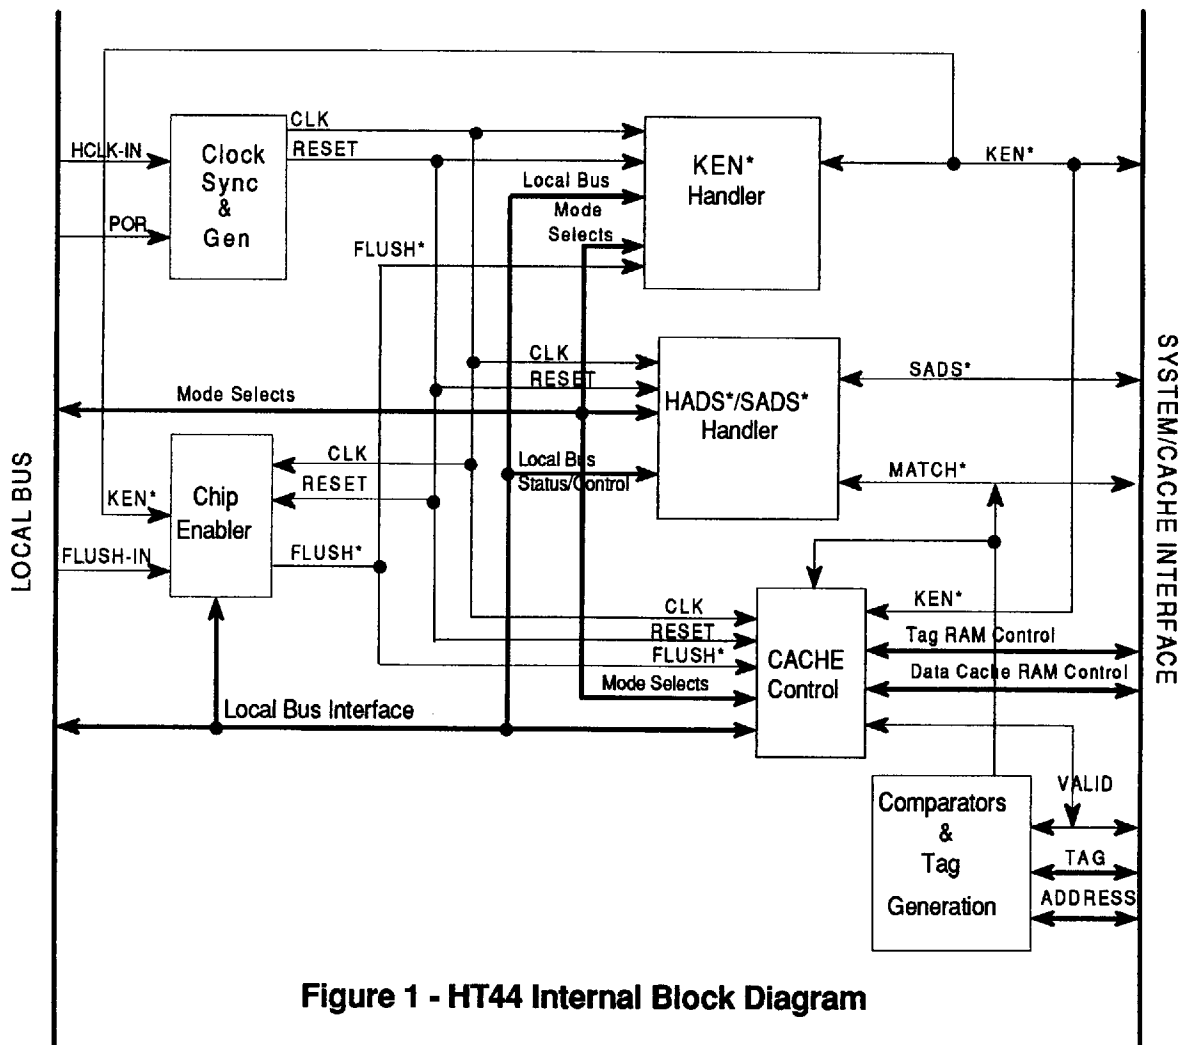 CLK
HCLK-IN
Clock
Sync
&
Gen
RESET
POR
KEN*
Handler
KEN*
Local Bus
Mode
Selects
FLUSH*
CLK
RESET
HADS*/SADS*
Handler
SADS*
Mode Selects
MATCH*
Local Bus
Status/Control
CLK
RESET
KEN*
Chip
Enabler
FLUSH-IN
FLUSH*
LOCAL BUS
SYSTEM/CACHE INTERFACE
CLK
RESET
FLUSH*
Mode Selects
CACHE
Control
KEN*
Tag RAM Control
Data Cache RAM Control
Local Bus Interface
VALID
Comparators
&
Tag
Generation
TAG
ADDRESS
Figure 1 - HT44 Internal Block Diagram